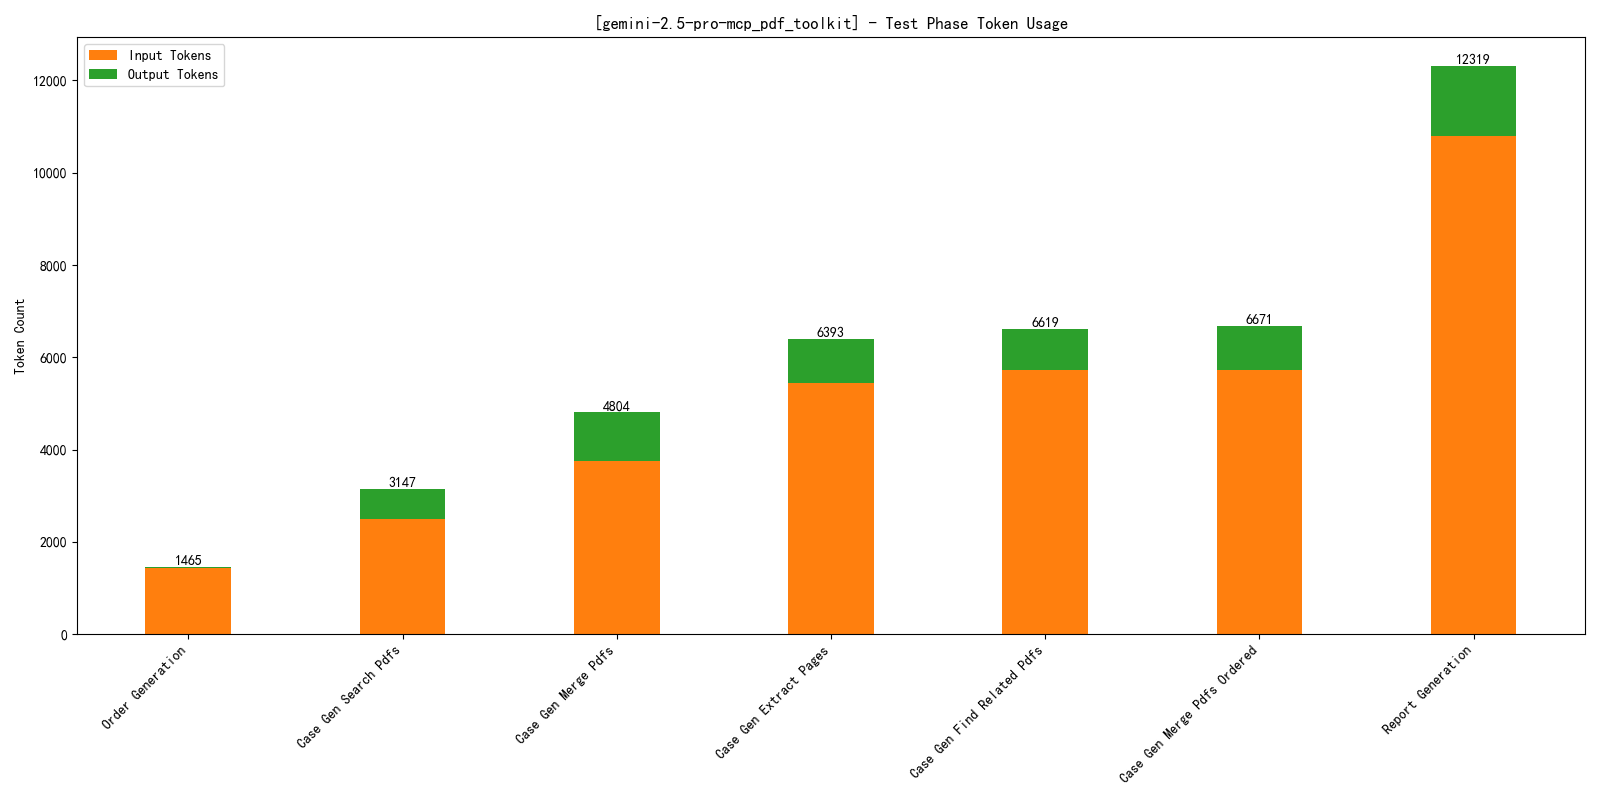 [gemini-2.5-pro-mcp_pdf_toolkit] - Test Phase Token Usage
Input Tokens
Output Tokens
Token Count
12000
10000
8000
6000
4000
2000
0
1465
3147
4804
6393
6619
6671
12319
Order Generation
Case Gen Search Pdfs
Case Gen Merge Pdfs
Case Gen Extract Pages
Case Gen Find Related Pdfs
Case Gen Merge Pdfs Ordered
Report Generation